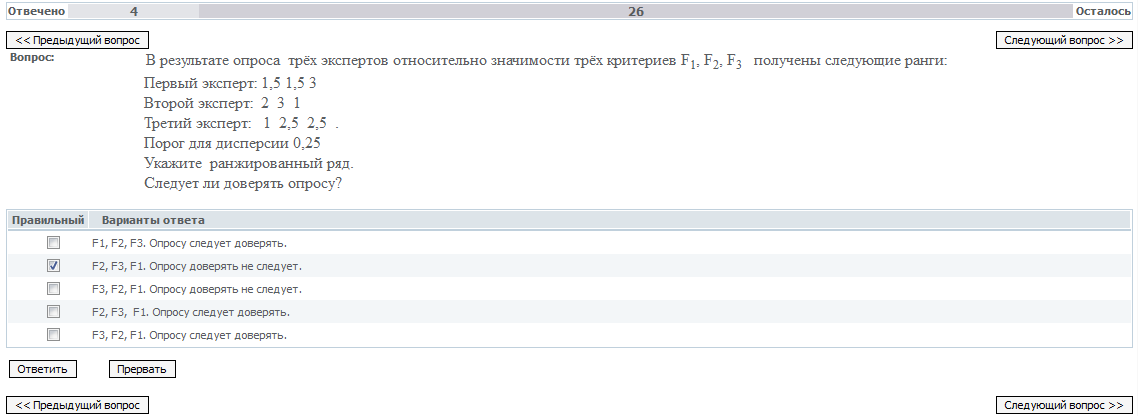 Отвечено 4 26 Осталось
<< Предыдущий вопрос Следующий вопрос >>
Вопрос: В результате опроса трёх экспертов относительно значимости трёх критериев F1, F2, F3 получены следующие ранги:
Первый эксперт: 1,5 1,5 3
Второй эксперт: 2 3 1
Третий эксперт: 1 2,5 2,5 .
Порог для дисперсии 0,25
Укажите ранжированный ряд.
Следует ли доверять опросу?
Правильный Варианты ответа
F1, F2, F3. Опросу следует доверять.
F2, F3, F1. Опросу доверять не следует.
F3, F2, F1. Опросу доверять не следует.
F2, F3, F1. Опросу следует доверять.
F3, F2, F1. Опросу следует доверять.
Ответить Прервать
<< Предыдущий вопрос Следующий вопрос >>